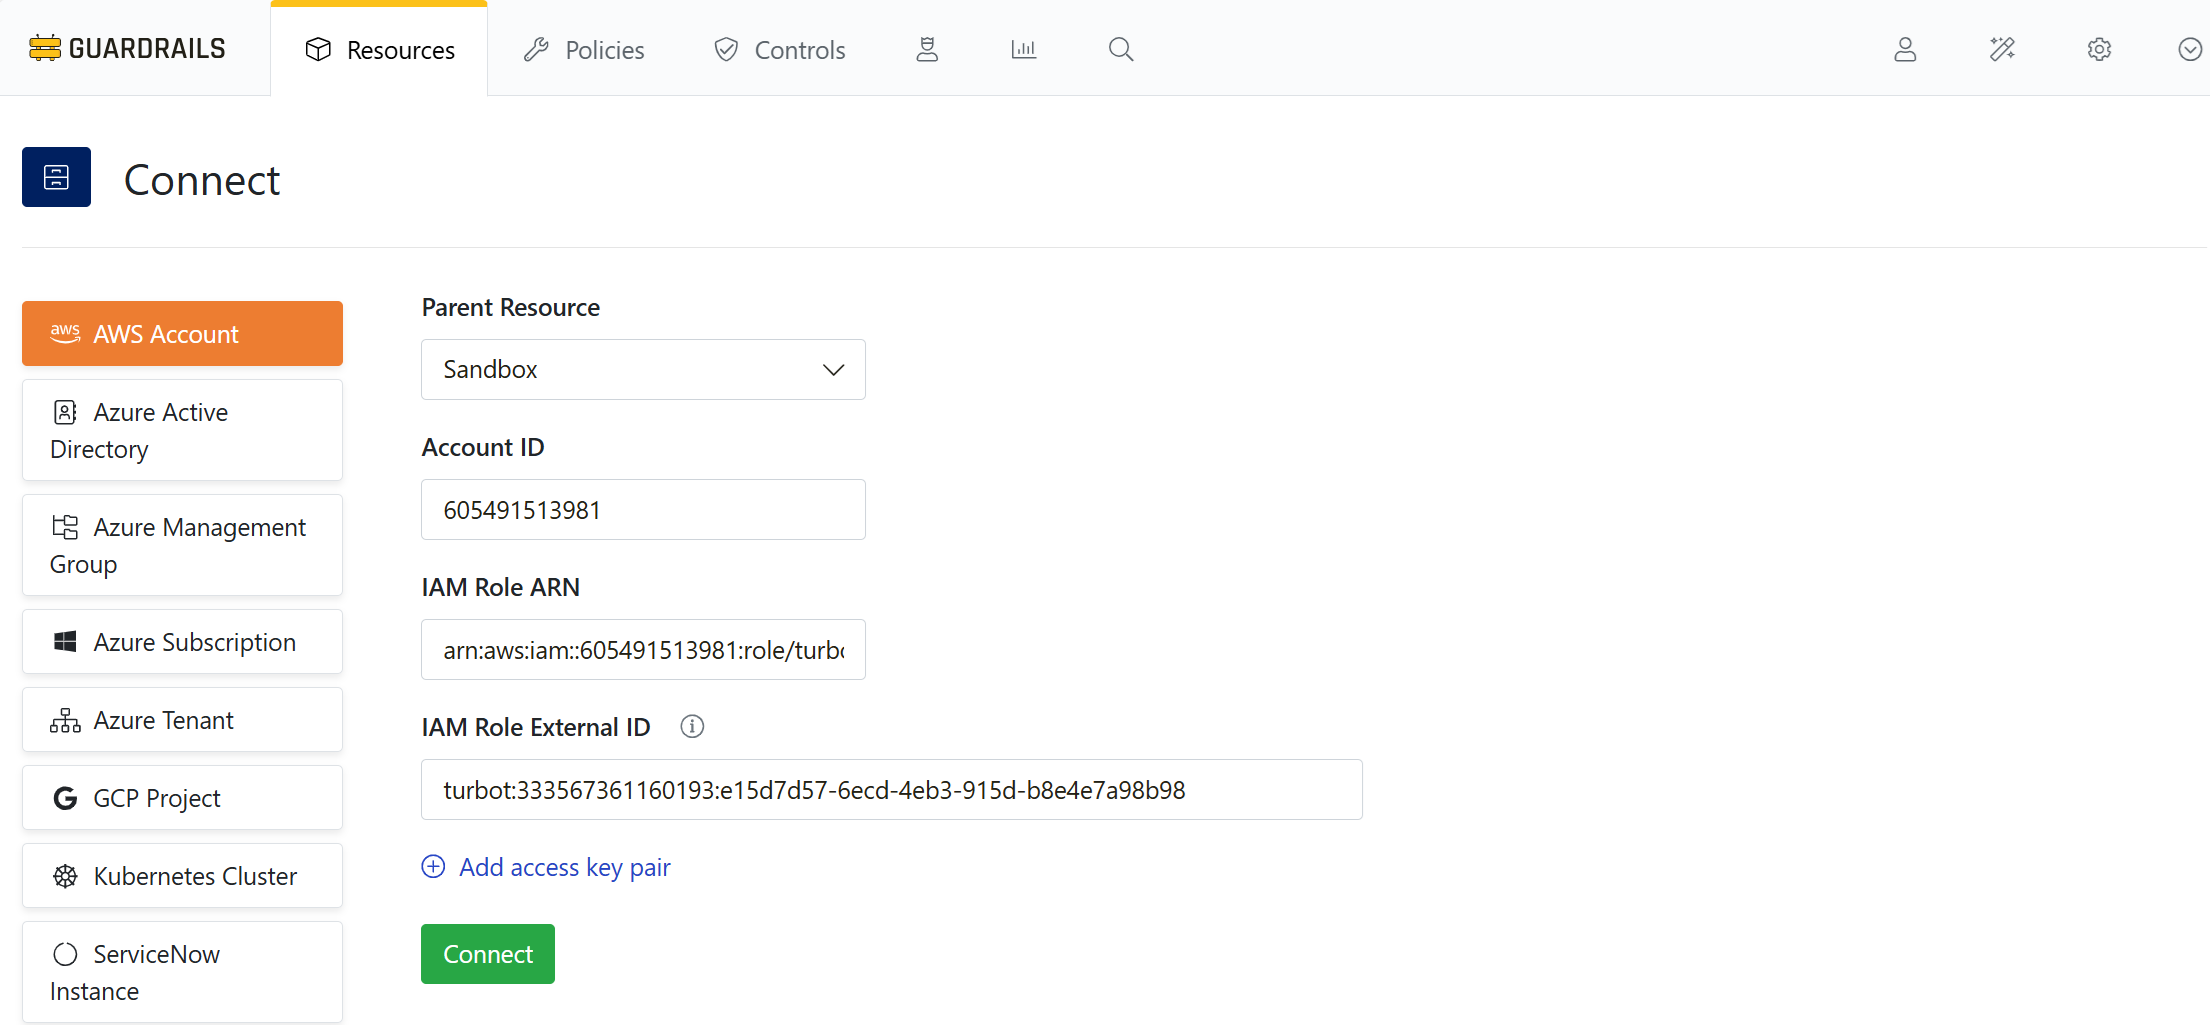 GUARDRAILS
Resources
Policies
Controls
Connect
aws AWS Account
Azure Active
Directory
Azure Management
Group
Azure Subscription
Azure Tenant
GCP Project
Kubernetes Cluster
ServiceNow
Instance
Parent Resource
Sandbox
Account ID
605491513981
IAM Role ARN
arn:aws:iam::605491513981:role/turb
IAM Role External ID
turbot:333567361160193:e15d7d57-6ecd-4eb3-915d-b8e4e7a98b98
Add access key pair
Connect